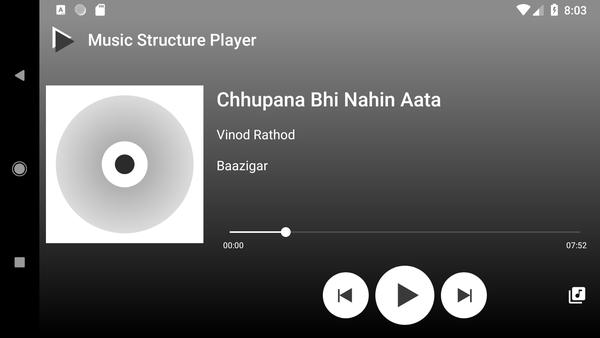 8:03
Music Structure Player
Chhupana Bhi Nahin Aata
Vinod Rathod
Baazigar
00:00
07:52